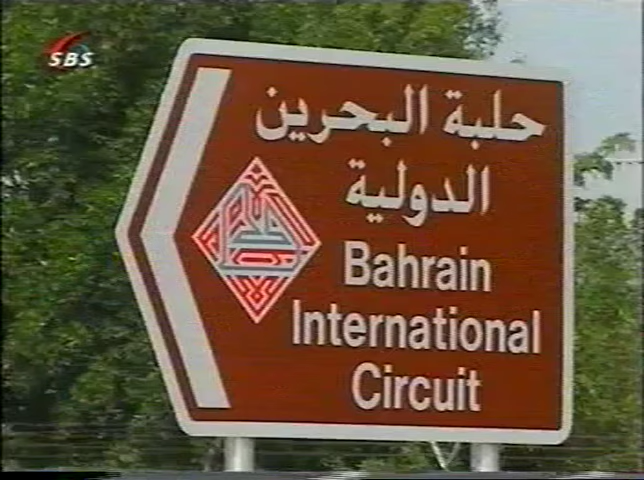 SBS
حلبة البحرين
الدولية
Bahrain
International
Circuit